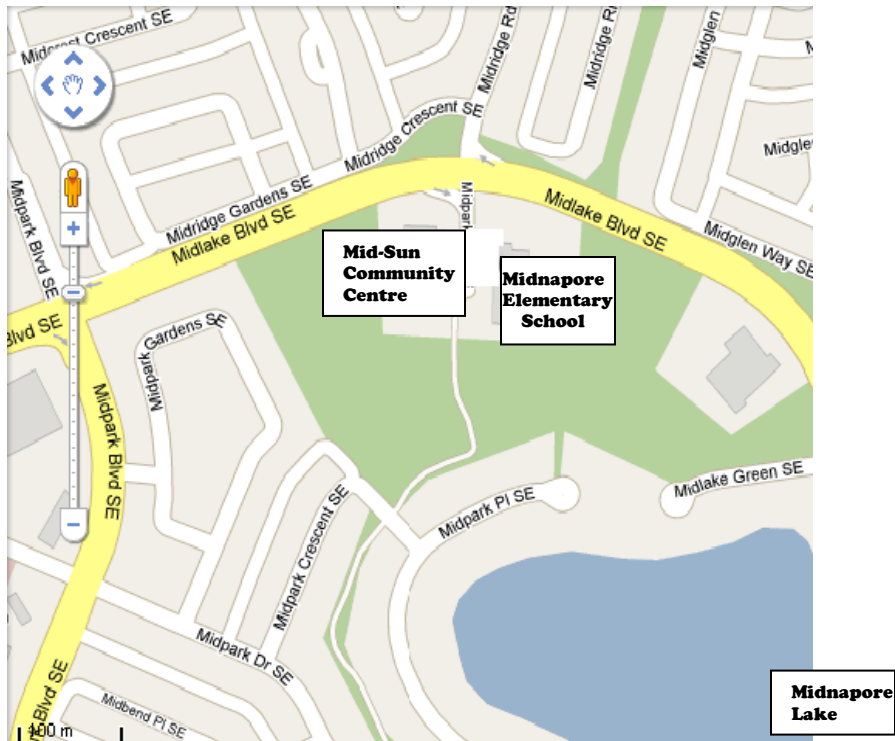 Midcrest Crescent SE
Midridge Rd
Midridge R
Midglen
Midridge Crescent SE
Midgle
Midpark Blvd SE
Midridge Gardens SE
Midpark
Midlake Blvd SE
Midlake Blvd SE
Midglen Way SE
Mid-Sun
Community
Centre
Midnapore
Elementary
School
+
Blvd SE
Midpark Gardens SE
Midpark Blvd SE
Midlake Green SE
Midpark Pl SE
Midpark Crescent SE
−
Midpark Dr SE
Blvd SE
Midbend Pl SE
Midnapore
Lake
100 m